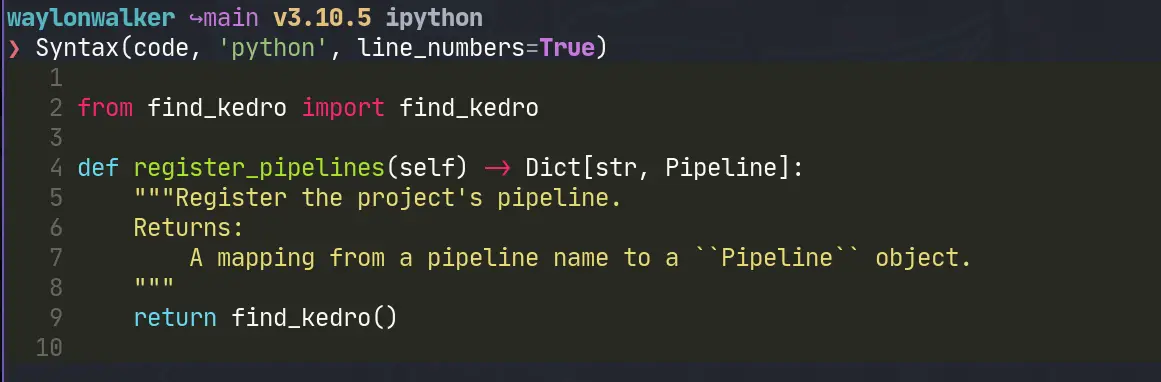 waylonwalker ↪main v3.10.5 ipython
❯ Syntax(code, 'python', line_numbers=True)
1
2 from find_kedro import find_kedro
3
4 def register_pipelines(self) -> Dict[str, Pipeline]:
5     """Register the project's pipeline.
6     Returns:
7         A mapping from a pipeline name to a ``Pipeline`` object.
8     """
9     return find_kedro()
10